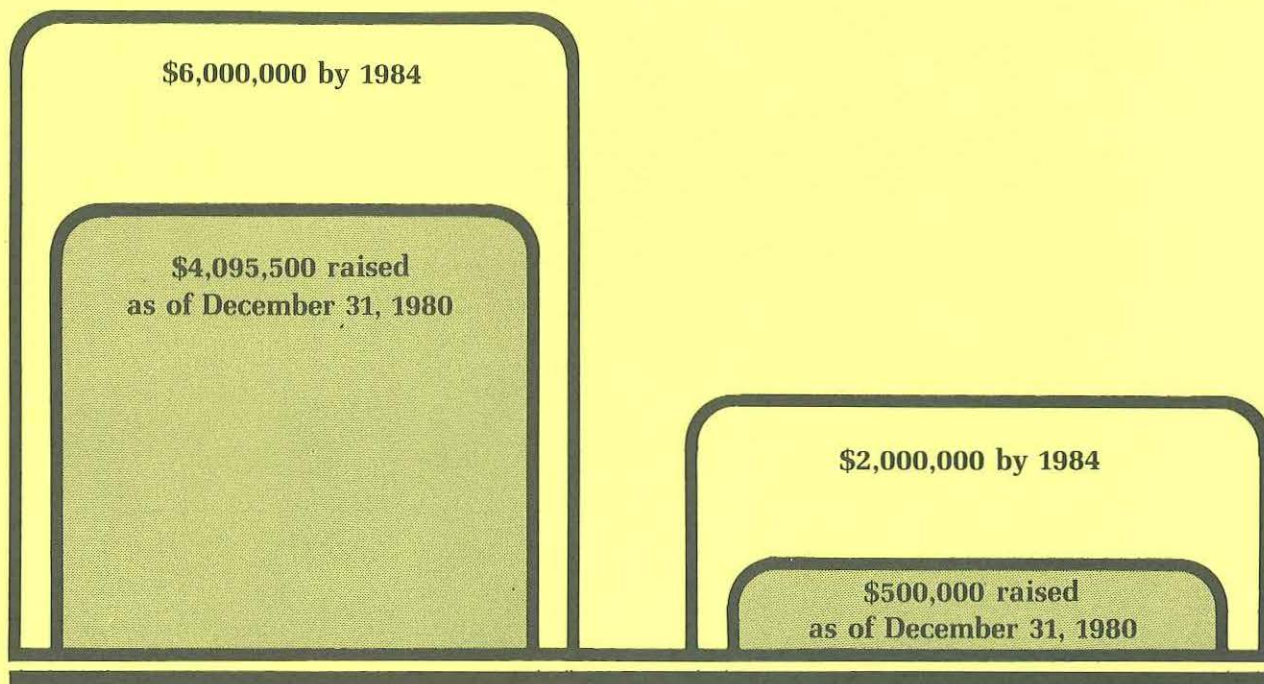 $6,000,000 by 1984
$4,095,500 raised
as of December 31, 1980
$2,000,000 by 1984
$500,000 raised
as of December 31, 1980